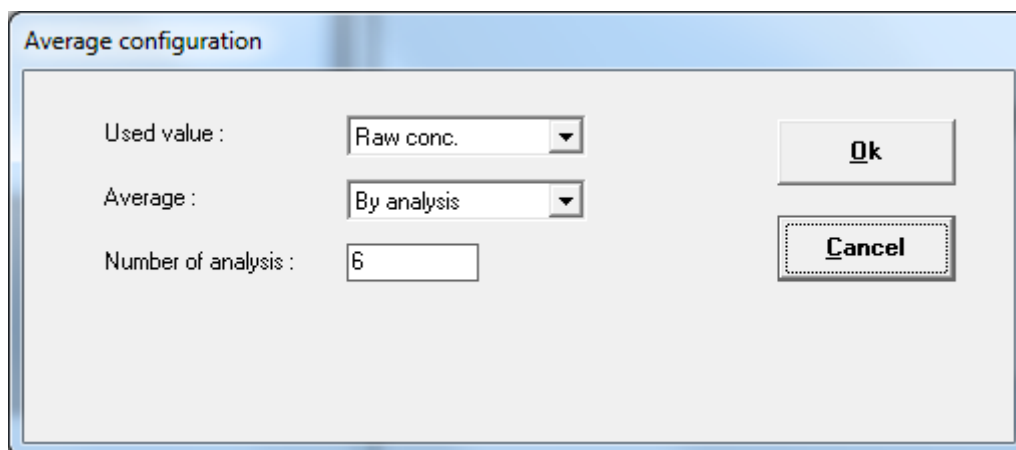 Average configuration
Used value : Raw conc.
Ok
Average : By analysis
Number of analysis : 6
Cancel